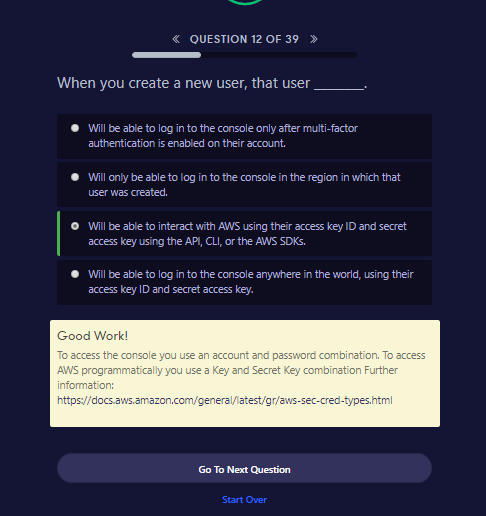 « QUESTION 12 OF 39 »
When you create a new user, that user _______.
Will be able to log in to the console only after multi-factor
authentication is enabled on their account.
Will only be able to log in to the console in the region in which that
user was created.
Will be able to interact with AWS using their access key ID and secret
access key using the API, CLI, or the AWS SDKs.
Will be able to log in to the console anywhere in the world, using their
access key ID and secret access key.
Good Work!
To access the console you use an account and password combination. To access
AWS programmatically you use a Key and Secret Key combination Further
information:
https://docs.aws.amazon.com/general/latest/gr/aws-sec-cred-types.html
Go To Next Question
Start Over